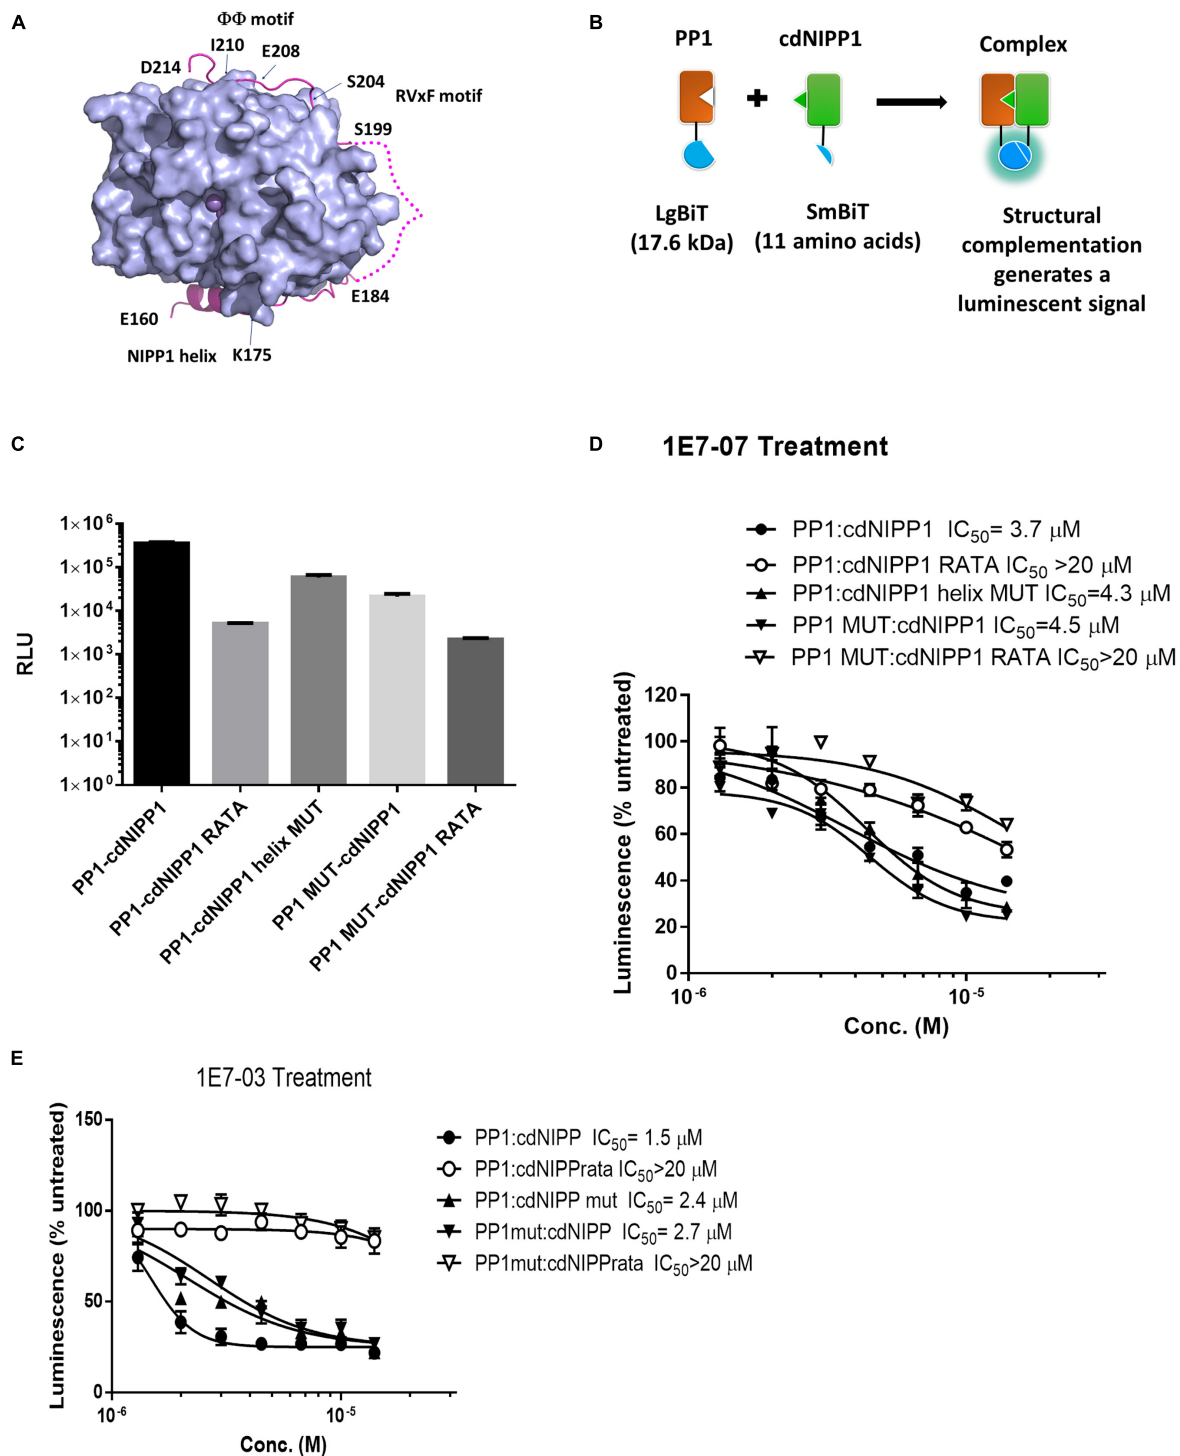 A
ΦΦ motif
I210
E208
D214
S204
RVxF motif
S199
E184
E160
NIPP1 helix
K175
B
PP1
cdNIPP1
Complex
+
LgBiT
(17.6 kDa)
SmBiT
(11 amino acids)
Structural
complementation
generates a
luminescent signal
C
RLU
1×10⁶
1×10⁵
1×10⁴
1×10³
1×10²
1×10¹
1×10⁰
PP1-cdNIPP1
PP1-cdNIPP1 RATA
PP1-cdNIPP1 helix MUT
PP1 MUT-cdNIPP1
PP1 MUT-cdNIPP1 RATA
D
1E7-07 Treatment
PP1:cdNIPP1 IC₅₀= 3.7 µM
PP1:cdNIPP1 RATA IC₅₀ >20 µM
PP1:cdNIPP1 helix MUT IC₅₀=4.3 µM
PP1 MUT:cdNIPP1 IC₅₀=4.5 µM
PP1 MUT:cdNIPP1 RATA IC₅₀>20 µM
Luminescence (% untrreated)
120
100
80
60
40
20
0
10⁻⁶
10⁻⁵
Conc. (M)
E
1E7-03 Treatment
PP1:cdNIPP IC₅₀= 1.5 µM
PP1:cdNIPPrata IC₅₀>20 µM
PP1:cdNIPP mut IC₅₀= 2.4 µM
PP1mut:cdNIPP IC₅₀= 2.7 µM
PP1mut:cdNIPPrata IC₅₀>20 µM
Luminescence (% untreated)
150
100
50
0
10⁻⁶
10⁻⁵
Conc. (M)